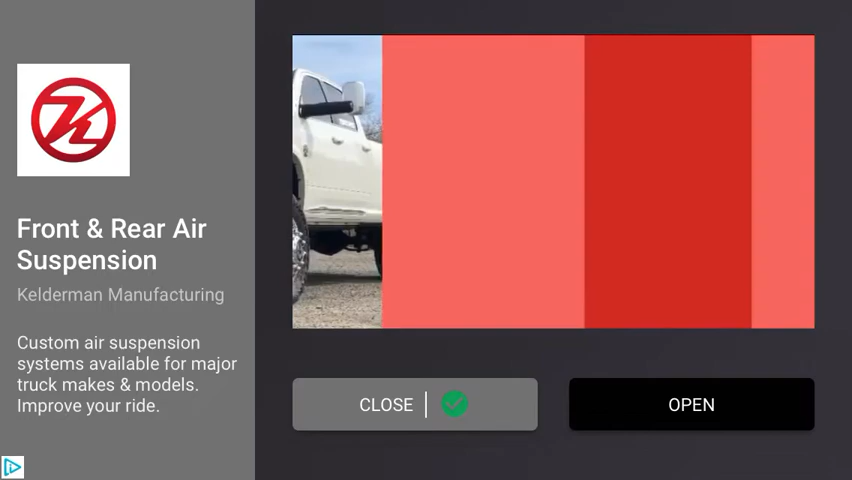 Front & Rear Air
Suspension
Kelderman Manufacturing
Custom air suspension
systems available for major
truck makes & models.
Improve your ride.
CLOSE
OPEN